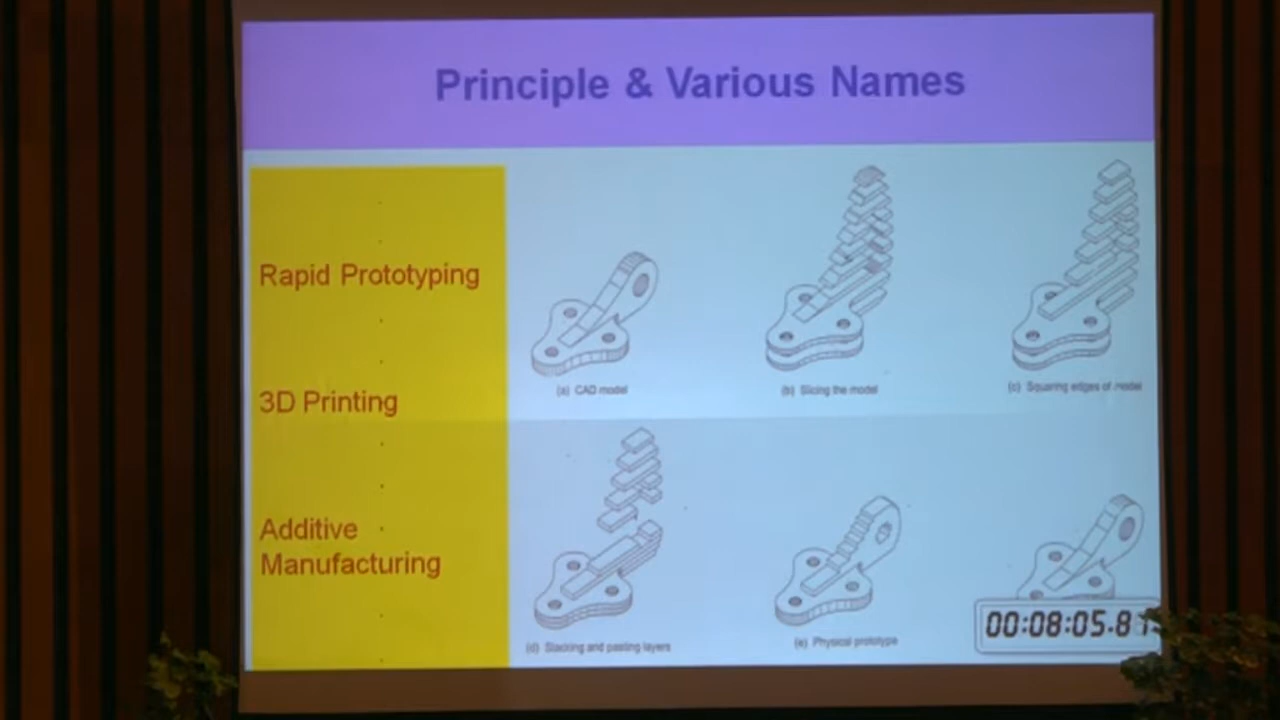 Principle & Various Names
Rapid Prototyping
3D Printing
Additive
Manufacturing
(a) CAD model
(b) Slicing the model
(c) Squaring edges of model
(d) Stacking and pasting layers
(e) Physical prototype
00:08:05.8